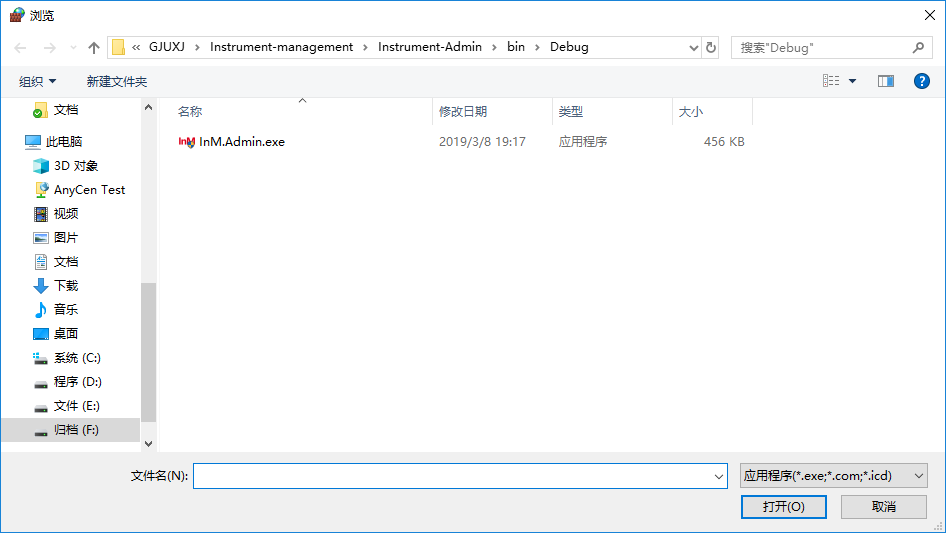 浏览
« GJUXJ › Instrument-management › Instrument-Admin › bin › Debug
搜索"Debug"
组织 新建文件夹
名称 修改日期 类型 大小
InM.Admin.exe 2019/3/8 19:17 应用程序 456 KB
文档
此电脑
3D 对象
AnyCen Test
视频
图片
文档
下载
音乐
桌面
系统 (C:)
程序 (D:)
文件 (E:)
归档 (F:)
文件名(N):
应用程序(*.exe;*.com;*.icd)
打开(O) 取消